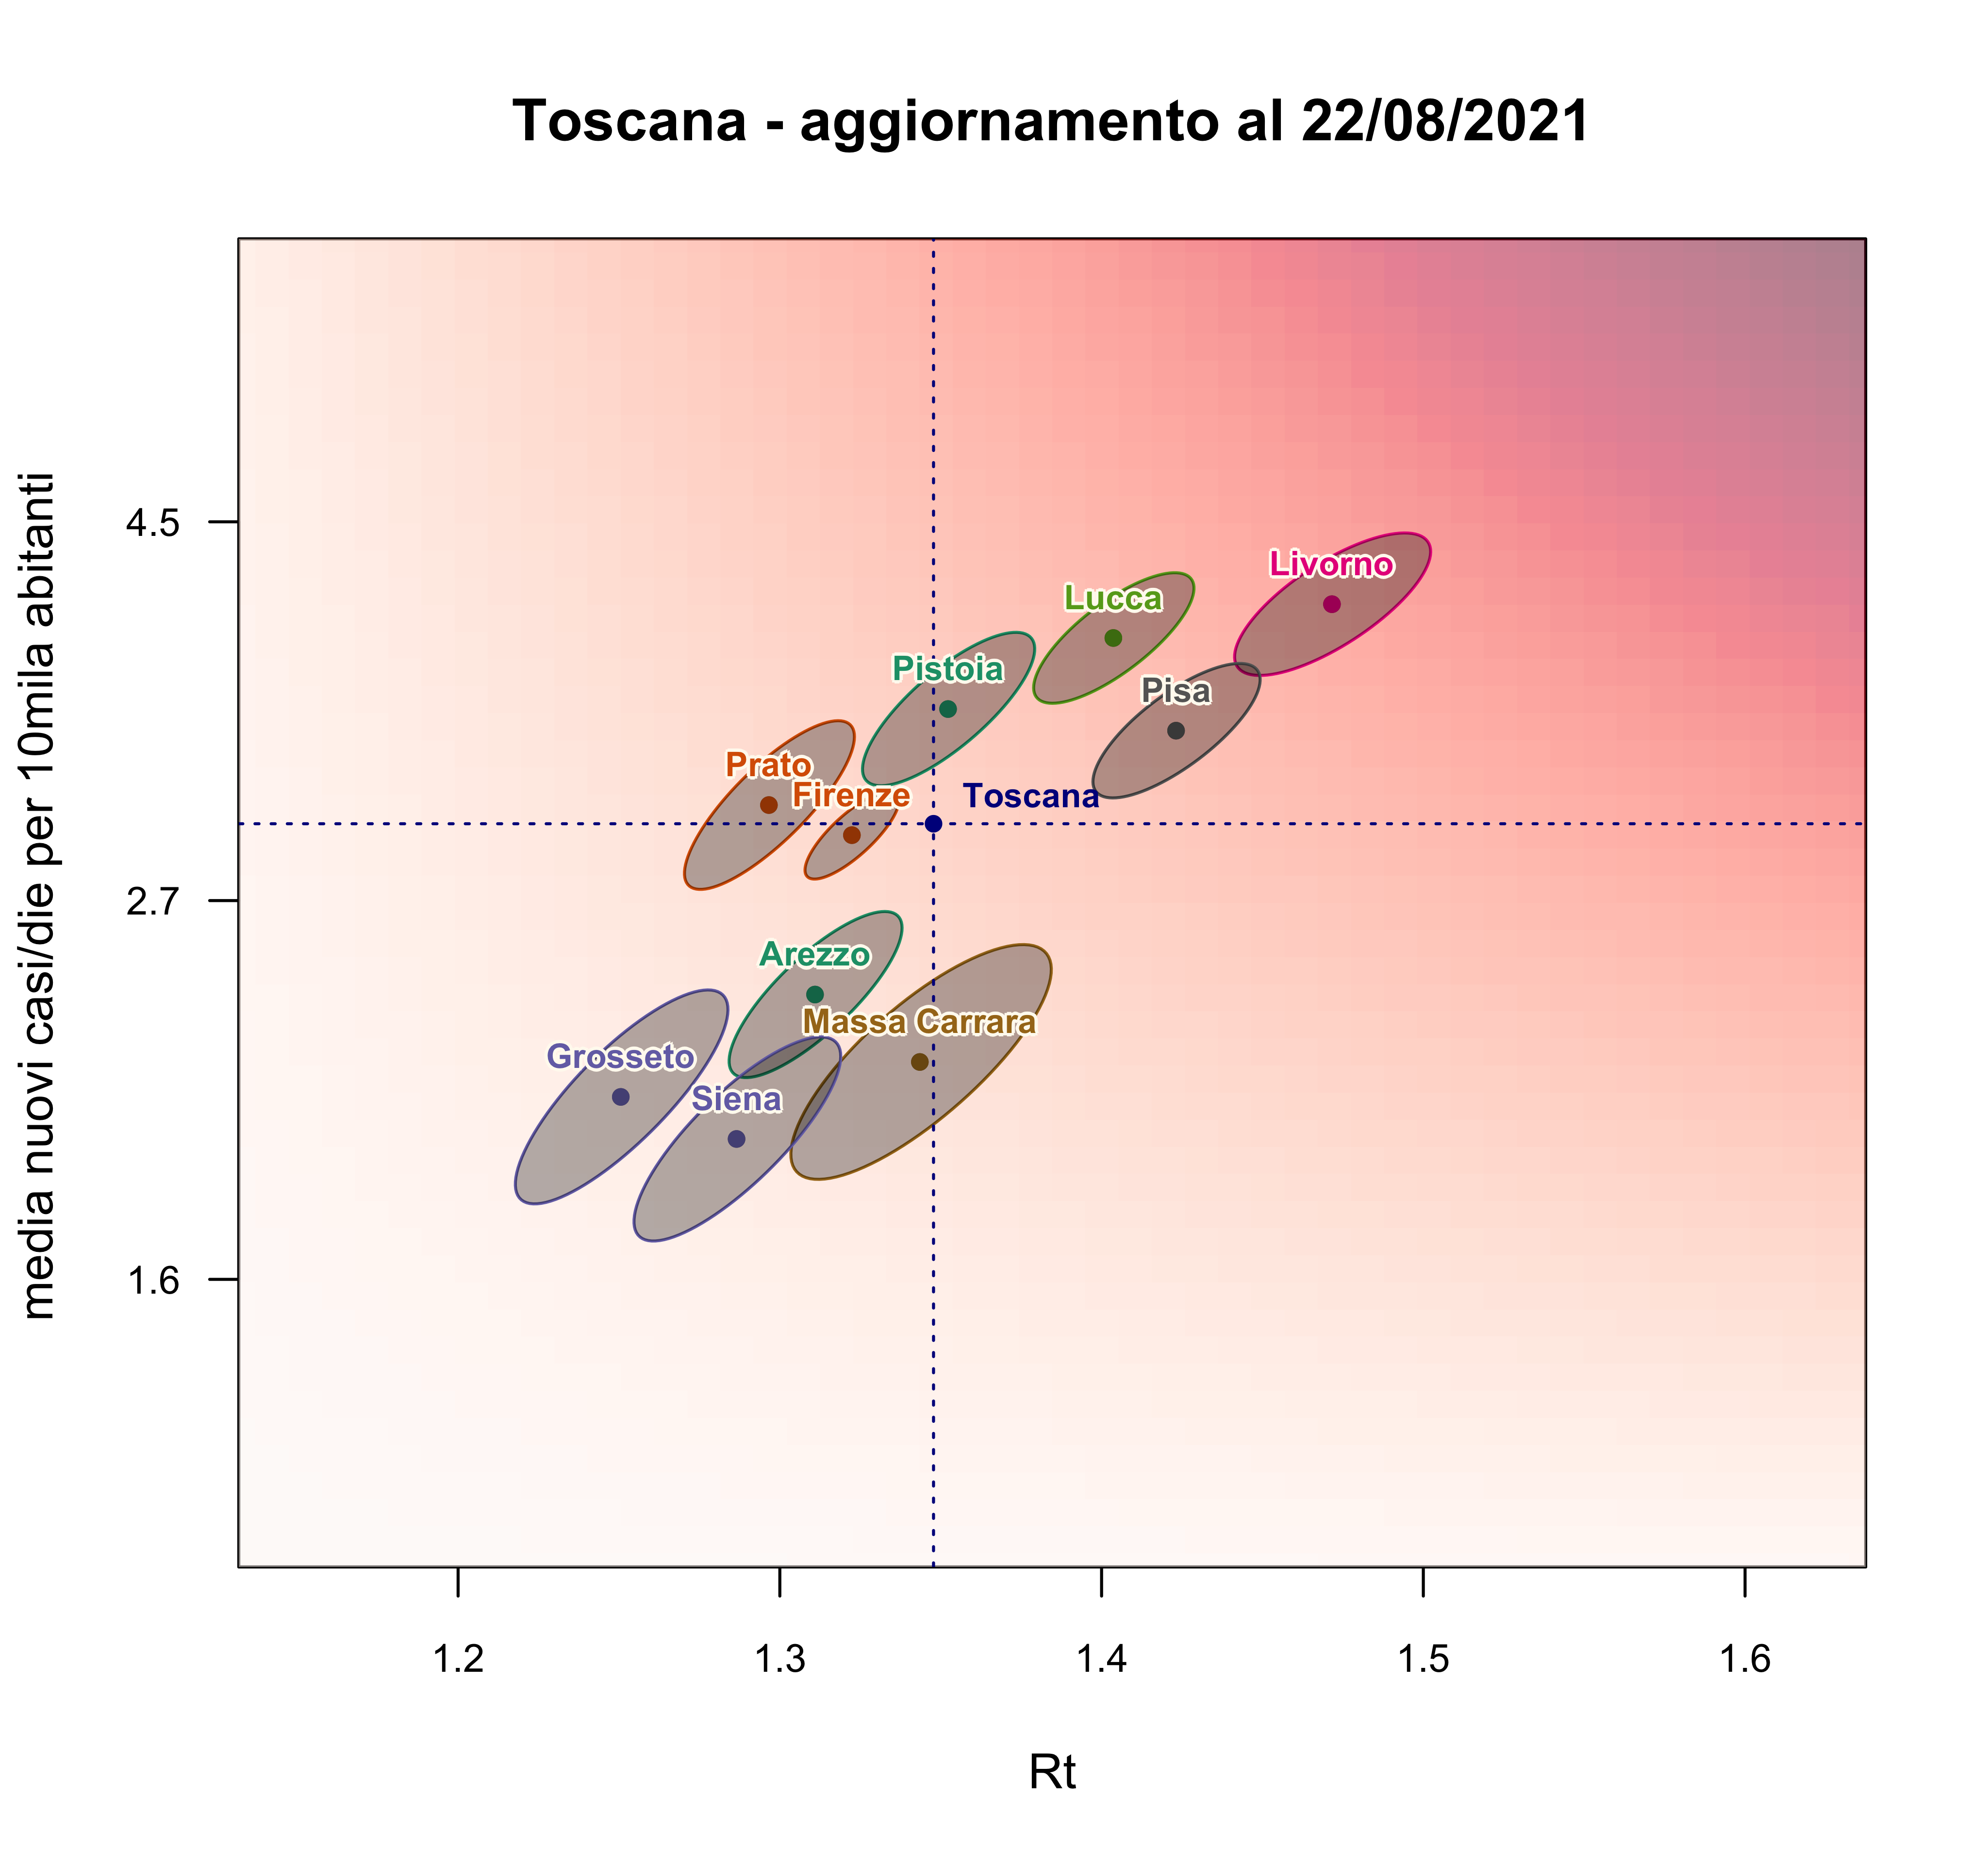 Toscana - aggiornamento al 22/08/2021
media nuovi casi/die per 10mila abitanti
4.5
2.7
1.6
Livorno
Lucca
Pistoia
Pisa
Prato
Firenze
Toscana
Arezzo
Massa Carrara
Grosseto
Siena
1.2 1.3 1.4 1.5 1.6
Rt